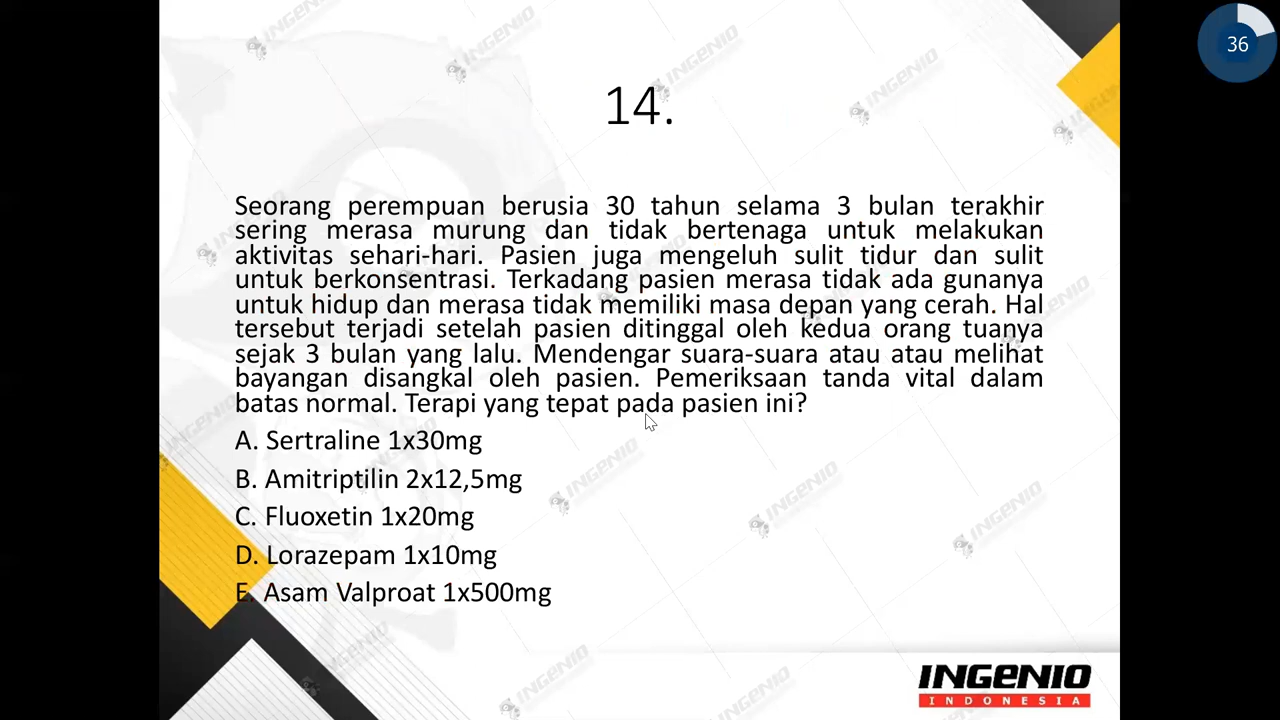 36
14.
Seorang perempuan berusia 30 tahun selama 3 bulan terakhir
sering merasa murung dan tidak bertenaga untuk melakukan
aktivitas sehari-hari. Pasien juga mengeluh sulit tidur dan sulit
untuk berkonsentrasi. Terkadang pasien merasa tidak ada gunanya
untuk hidup dan merasa tidak memiliki masa depan yang cerah. Hal
tersebut terjadi setelah pasien ditinggal oleh kedua orang tuanya
sejak 3 bulan yang lalu. Mendengar suara-suara atau atau melihat
bayangan disangkal oleh pasien. Pemeriksaan tanda vital dalam
batas normal. Terapi yang tepat pada pasien ini?
A. Sertraline 1x30mg
B. Amitriptilin 2x12,5mg
C. Fluoxetin 1x20mg
D. Lorazepam 1x10mg
E. Asam Valproat 1x500mg
INGENIO
INDONESIA